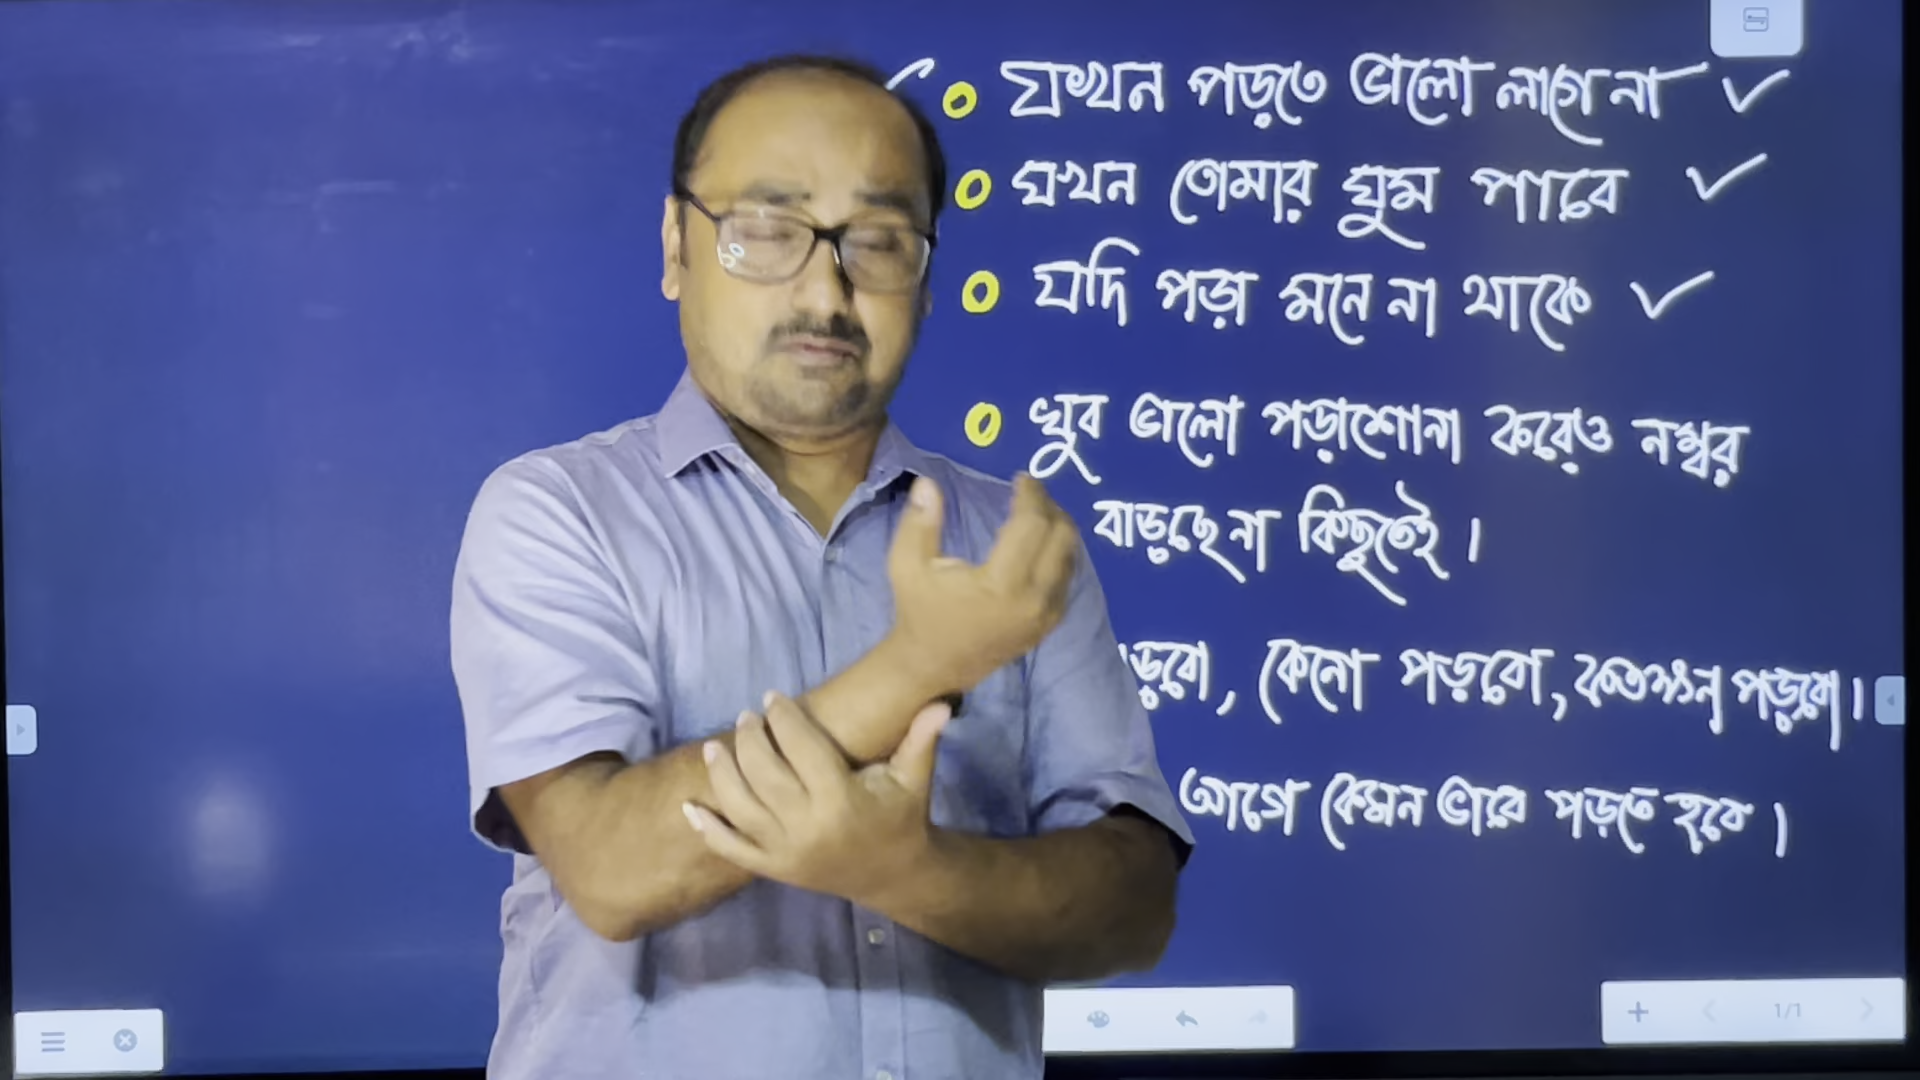 যখন পড়তে ভালো লাগে না
যখন তোমার ঘুম পাবে
যদি পড়া মনে না থাকে
খুব ভালো পড়াশোনা করেও নম্বর
বাড়ছে না কিছুতেই।
ড়বো, কেনো পড়বো, কতক্ষন পড়বো।
আগে কেমন ভাবে পড়তে হবে।
1/1